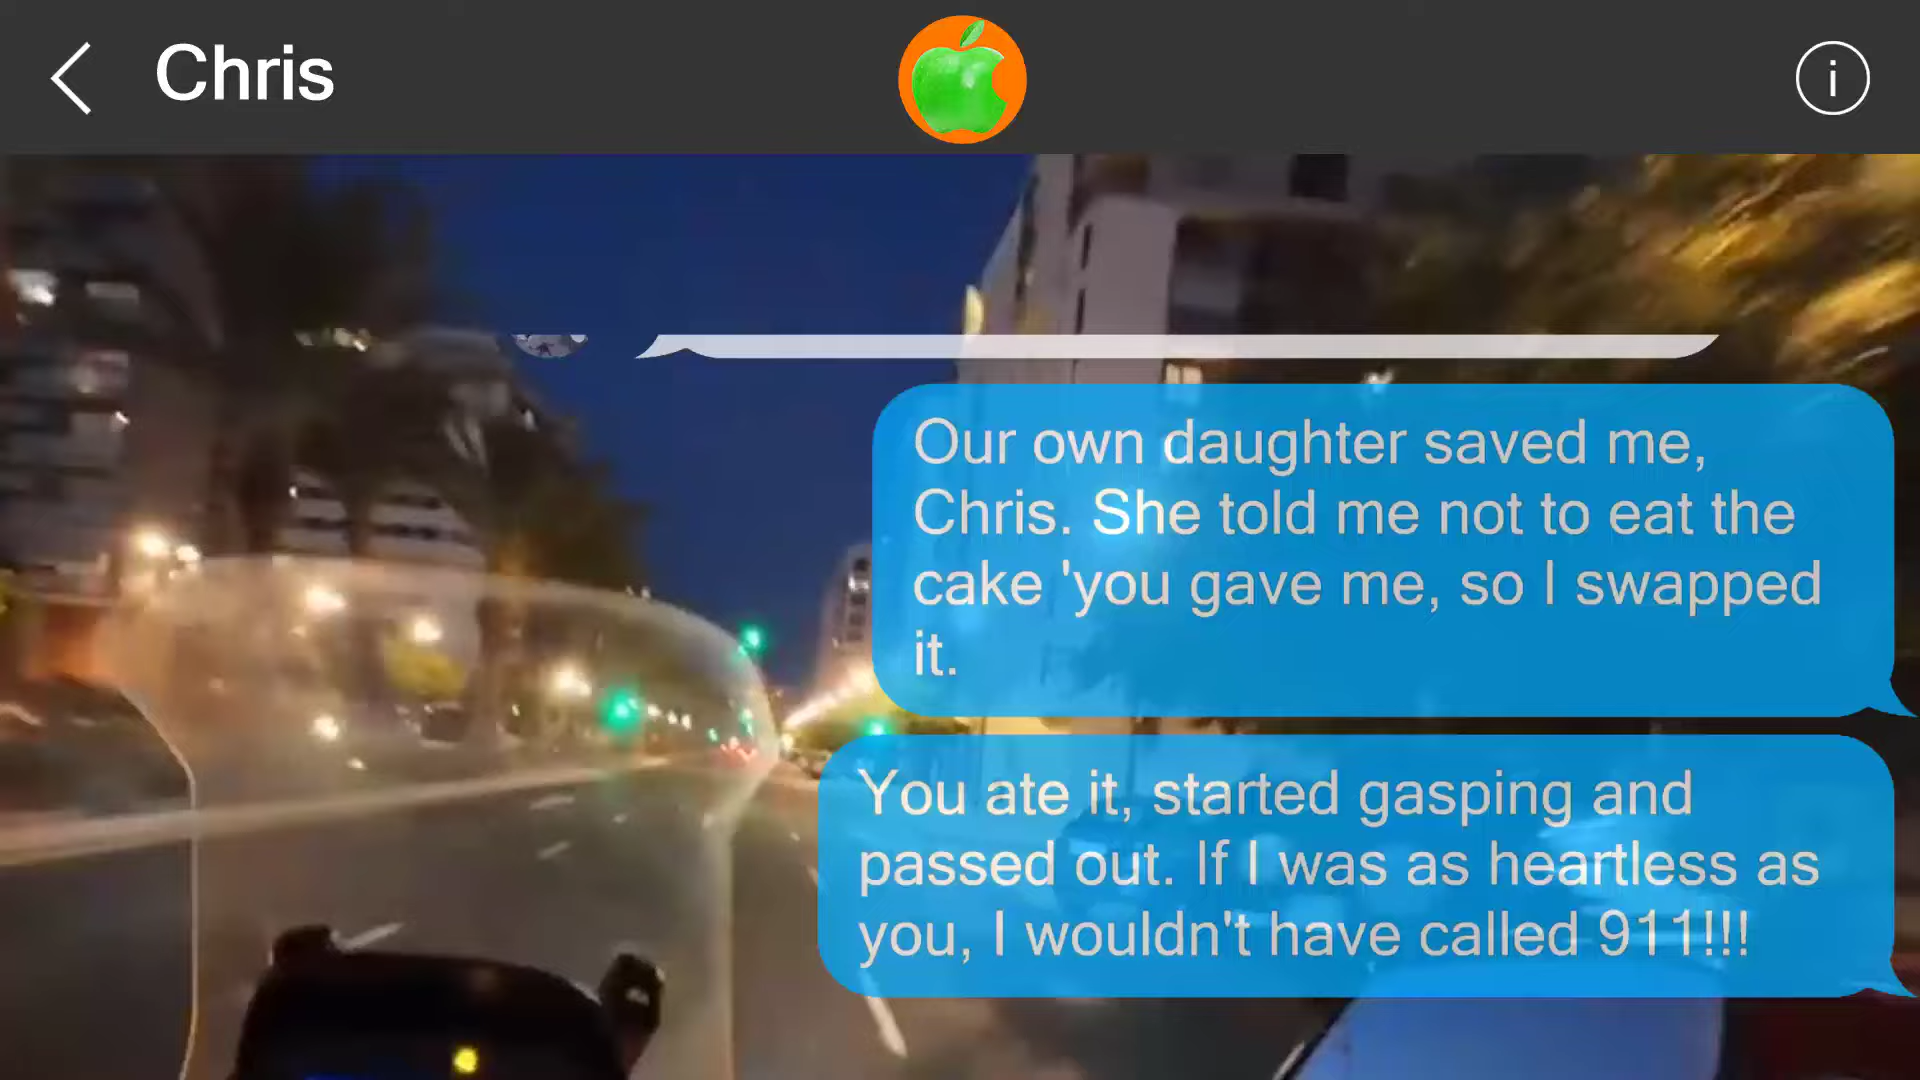 Chris
i
Our own daughter saved me,
Chris. She told me not to eat the
cake 'you gave me, so I swapped
it.
You ate it, started gasping and
passed out. If I was as heartless as
you, I wouldn't have called 911!!!